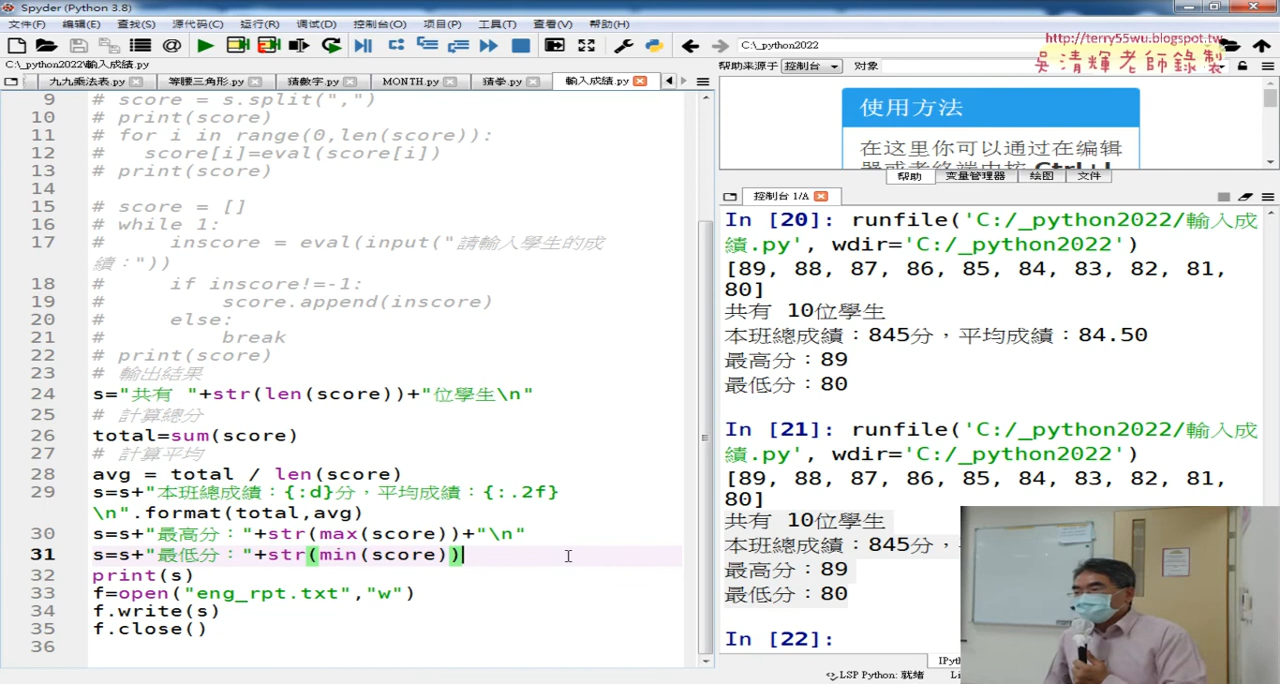 Spyder (Python 3.8)
文件(F) 编辑(E) 查找(S) 源代码(C) 运行(R) 调试(D) 控制台(O) 项目(P) 工具(T) 查看(V) 帮助(H)
C:\_python2022
http://terry55wu.blogspot.tw
吳清輝老師錄製
C:\_python2022\輸入成績.py
帮助来源于 控制台 对象
九九乘法表.py 等腰三角形.py 猜數字.py MONTH.py 猜拳.py 輸入成績.py
9 # score = s.split(",")
10 # print(score)
11 # for i in range(0,len(score)):
12 #   score[i]=eval(score[i])
13 # print(score)
14
15 # score = []
16 # while 1:
17 #     inscore = eval(input("請輸入學生的成
績："))
18 #     if inscore!=-1:
19 #         score.append(inscore)
20 #     else:
21 #         break
22 # print(score)
23 # 輸出結果
24 s="共有 "+str(len(score))+"位學生\n"
25 # 計算總分
26 total=sum(score)
27 # 計算平均
28 avg = total / len(score)
29 s=s+"本班總成績：{:d}分，平均成績：{:.2f}
\n".format(total,avg)
30 s=s+"最高分："+str(max(score))+"\n"
31 s=s+"最低分："+str(min(score))
32 print(s)
33 f=open("eng_rpt.txt","w")
34 f.write(s)
35 f.close()
36
使用方法
在这里你可以通过在编辑
器或者终端中按 Ctrl+I
帮助 变量管理器 绘图 文件
控制台 1/A
In [20]: runfile('C:/_python2022/輸入成
績.py', wdir='C:/_python2022')
[89, 88, 87, 86, 85, 84, 83, 82, 81,
80]
共有 10位學生
本班總成績：845分，平均成績：84.50
最高分：89
最低分：80
In [21]: runfile('C:/_python2022/輸入成
績.py', wdir='C:/_python2022')
[89, 88, 87, 86, 85, 84, 83, 82, 81,
80]
共有 10位學生
本班總成績：845分，
最高分：89
最低分：80
In [22]:
LSP Python: 就绪